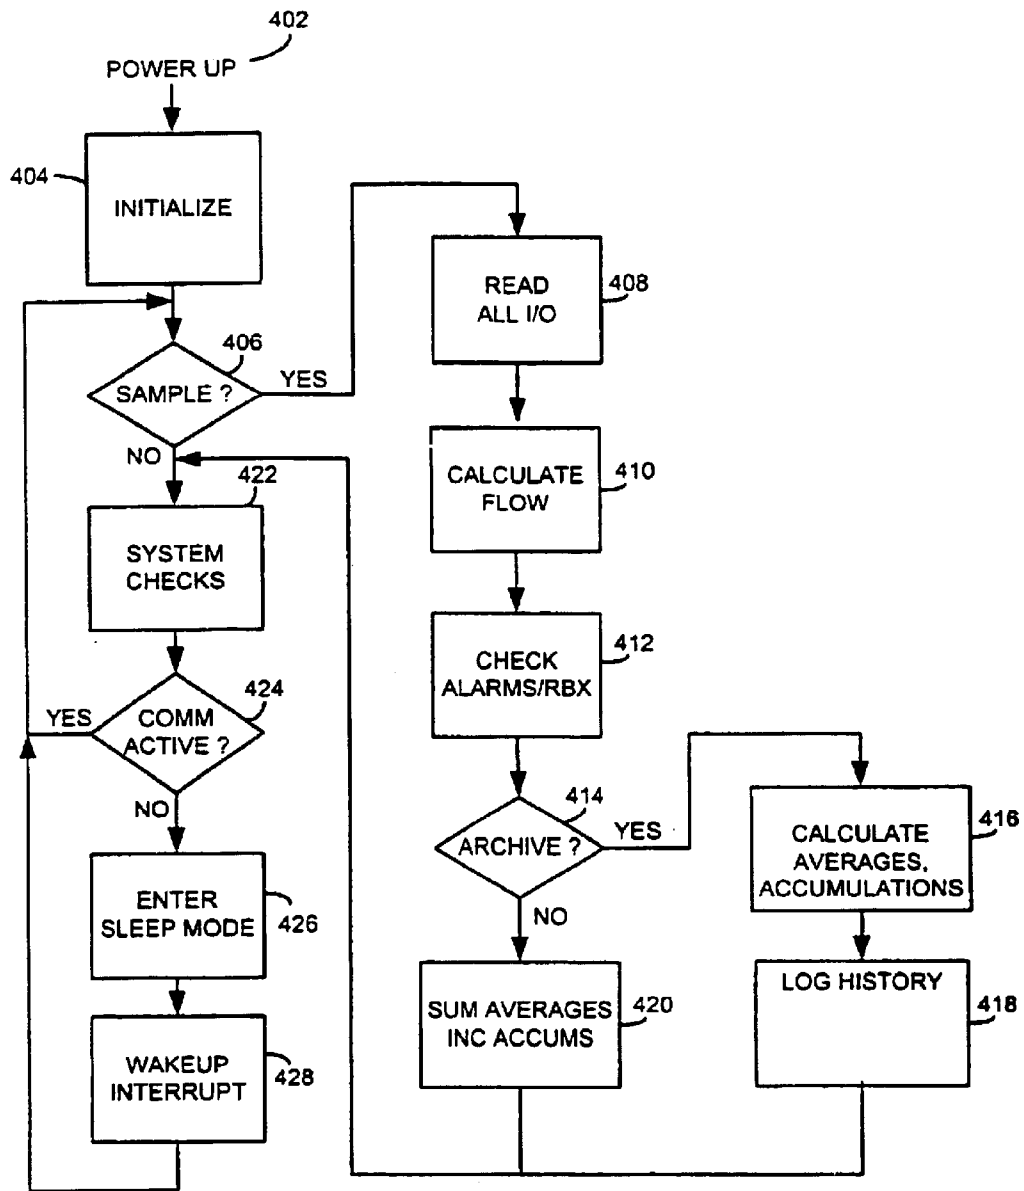 402
POWER UP
404
INITIALIZE
406
SAMPLE ?
YES
NO
READ
ALL I/O
408
CALCULATE
FLOW
410
CHECK
ALARMS/RBX
412
414
ARCHIVE ?
YES
NO
CALCULATE
AVERAGES,
ACCUMULATIONS
416
LOG HISTORY
418
SUM AVERAGES
INC ACCUMS
420
422
SYSTEM
CHECKS
424
COMM
ACTIVE ?
YES
NO
ENTER
SLEEP MODE
426
WAKEUP
INTERRUPT
428